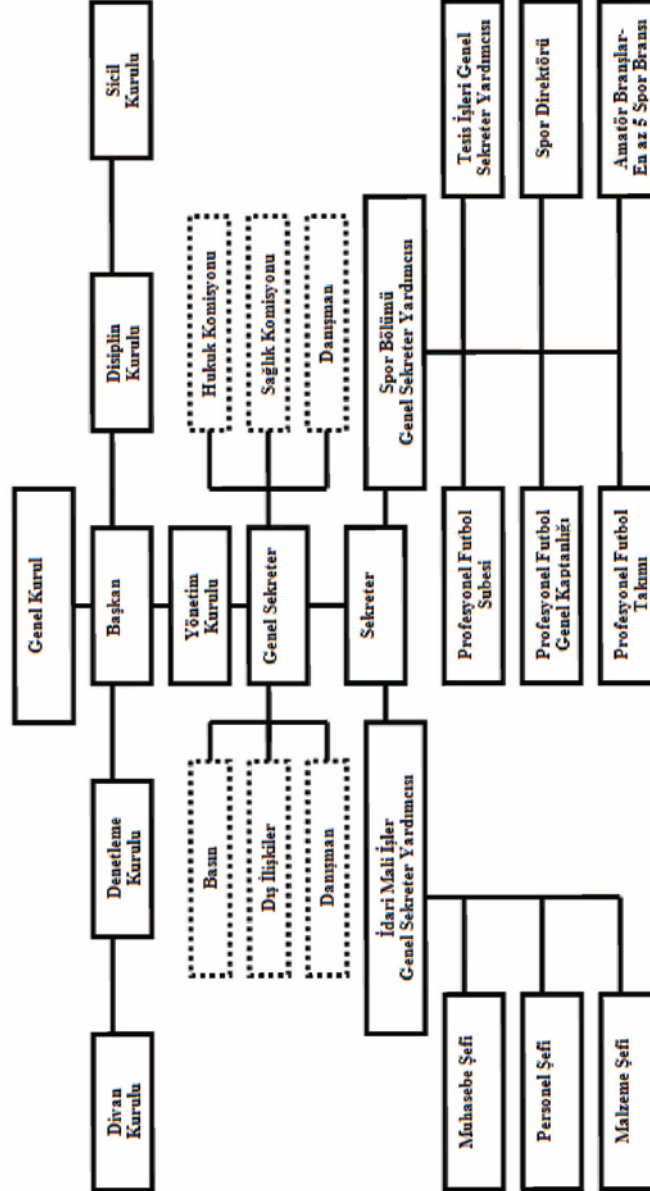 Genel Kurul
Divan
Kurulu
Denetleme
Kurulu
Başkan
Disiplin
Kurulu
Sicil
Kurulu
Yönetim
Kurulu
Basın
Dış İlişkiler
Danışman
Genel Sekreter
Hukuk Komisyonu
Sağlık Komisyonu
Danışman
Sekreter
İdari Mali İşler
Genel Sekreter Yardımcısı
Spor Bölümü
Genel Sekreter Yardımcısı
Muhasebe Şefi
Personel Şefi
Malzeme Şefi
Profesyonel Futbol
Subesi
Tesis İşleri Genel
Sekreter Yardımcısı
Profesyonel Futbol
Genel Kaptanlığı
Spor Direktörü
Profesyonel Futbol
Takımı
Amatör Branşlar-
En az 5 Spor Branşı